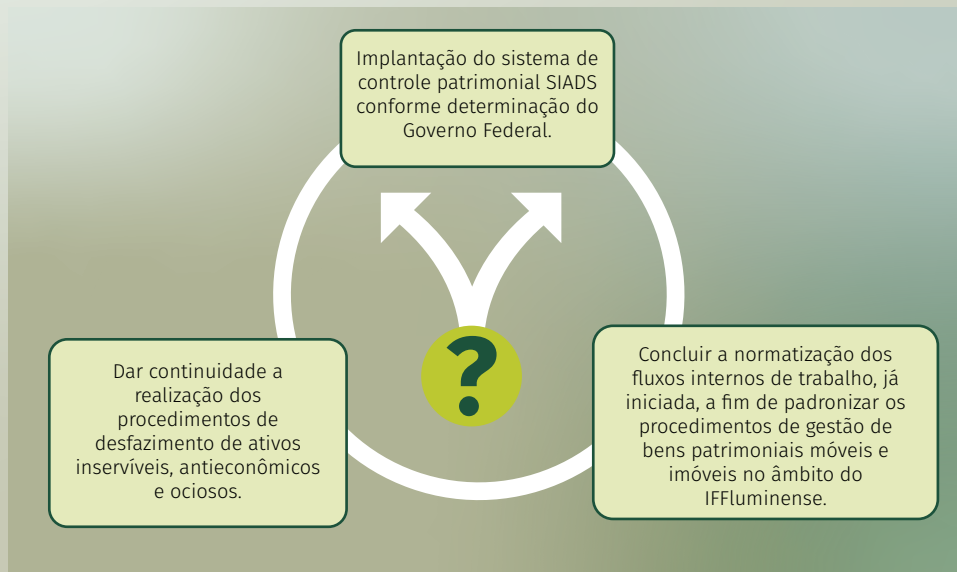 Implantação do sistema de
controle patrimonial SIADS
conforme determinação do
Governo Federal.
?
Dar continuidade a
realização dos
procedimentos de
desfazimento de ativos
inservíveis, antieconômicos
e ociosos.
Concluir a normatização dos
fluxos internos de trabalho, já
iniciada, a fim de padronizar os
procedimentos de gestão de
bens patrimoniais móveis e
imóveis no âmbito do
IFFluminense.